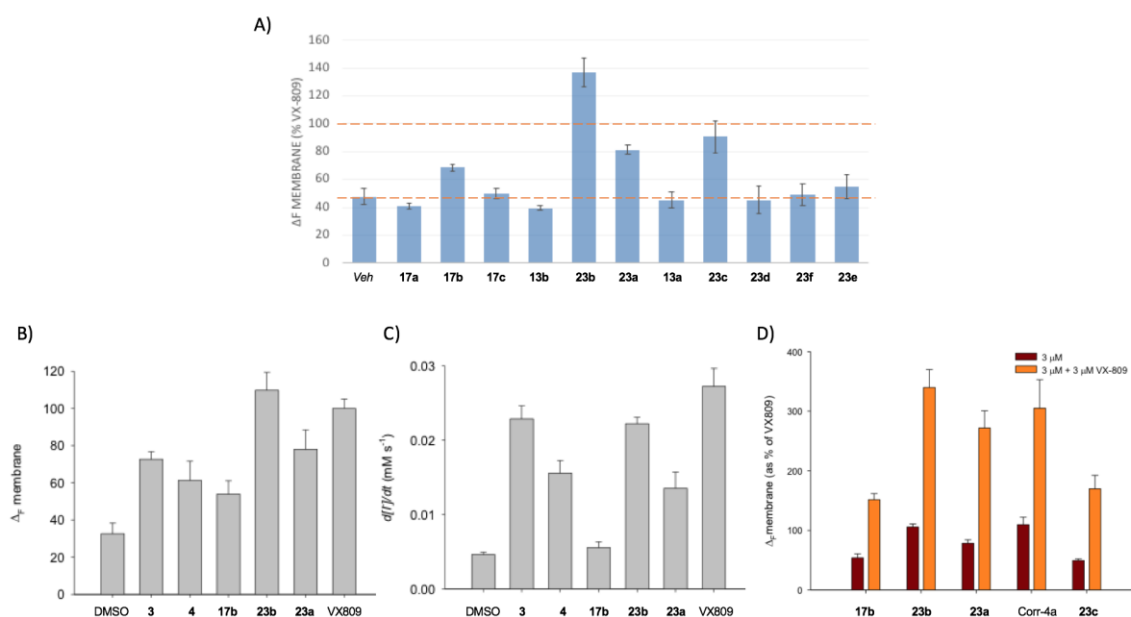 A)
160
140
120
100
80
60
40
20
0
ΔF MEMBRANE (% VX-809)
Veh 17a 17b 17c 13b 23b 23a 13a 23c 23d 23f 23e
B)
120
100
80
60
40
20
0
ΔF membrane
DMSO 3 4 17b 23b 23a VX809
C)
0.03
0.02
0.01
0.00
d[I]/dt (mM s-1)
DMSO 3 4 17b 23b 23a VX809
D)
3 μM
3 μM + 3 μM VX-809
400
300
200
100
0
ΔF membrane (as % of VX809)
17b 23b 23a Corr-4a 23c